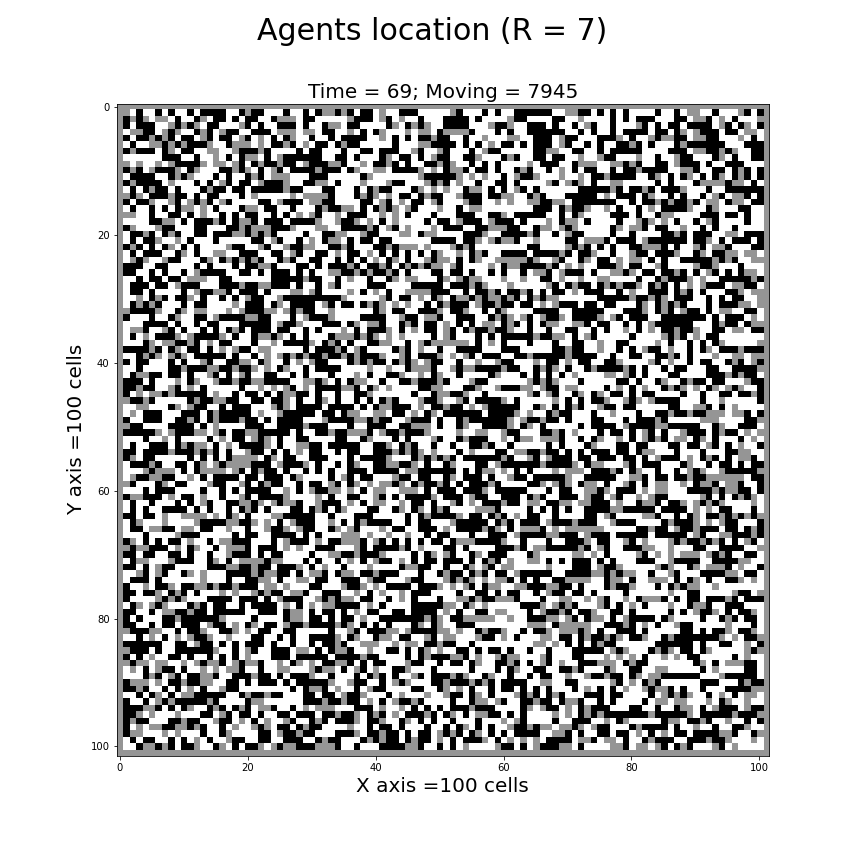 Agents location (R = 7)
Time = 69; Moving = 7945
0
20
40
60
80
100
Y axis =100 cells
0 20 40 60 80 100
X axis =100 cells